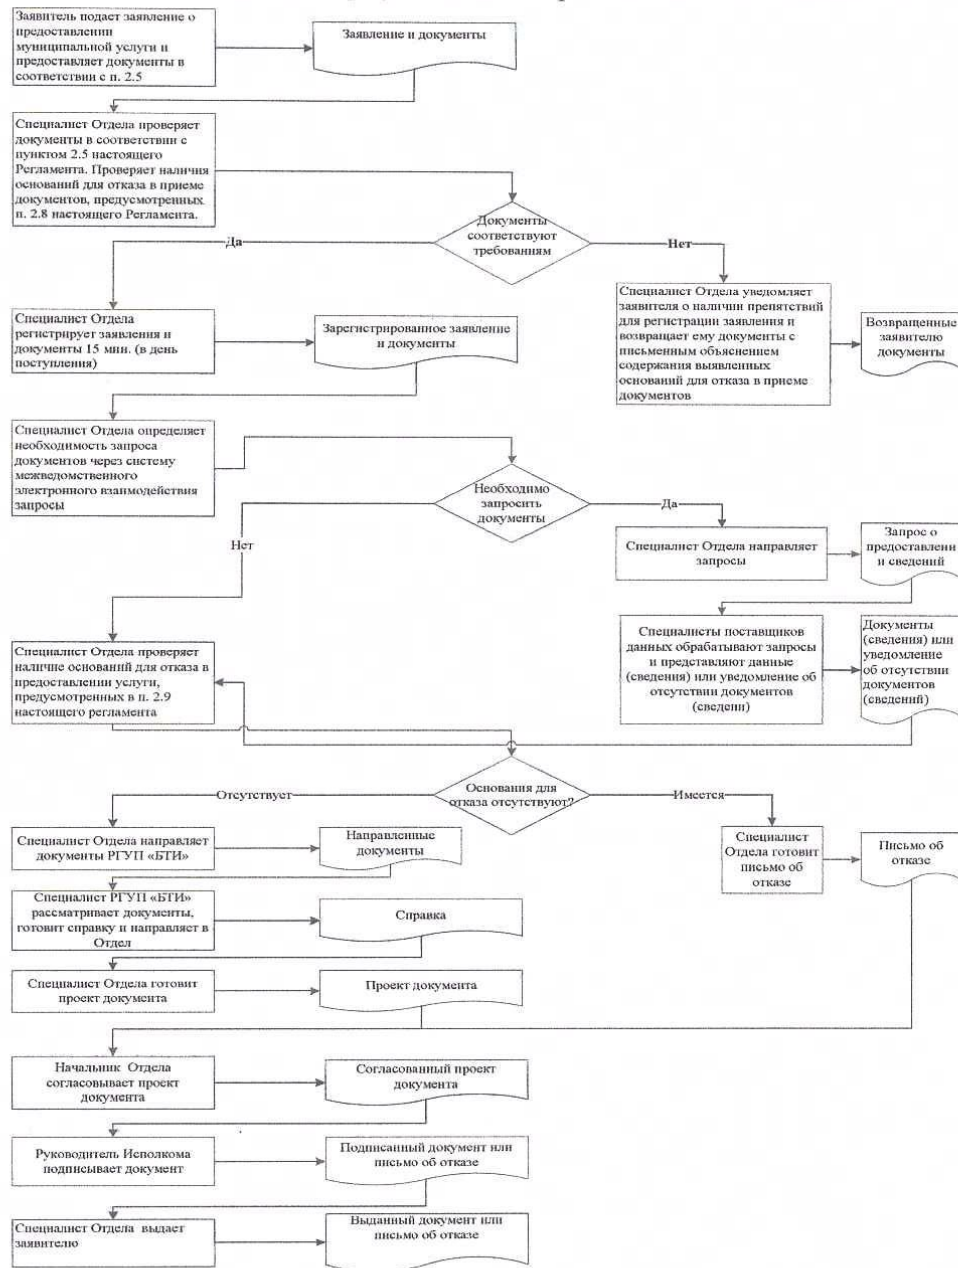 Заявитель подает заявление о
предоставлении
муниципальной услуги и
предоставляет документы в
соответствии с п. 2.5
Заявление и документы
Специалист Отдела проверяет
документы в соответствии с
пунктом 2.5 настоящего
Регламента. Проверяет наличия
оснований для отказа в приеме
документов, предусмотренных
п. 2.8 настоящего Регламента.
Документы
соответствуют
требованиям
Да
Нет
Специалист Отдела
регистрирует заявления и
документы 15 мин. (в день
поступления)
Зарегистрированное заявление
и документы
Специалист Отдела уведомляет
заявителя о наличии препятствий
для регистрации заявления и
возвращает ему документы с
письменным объяснением
содержания выявленных
оснований для отказа в приеме
документов
Возвращенные
заявителю
документы
Специалист Отдела определяет
необходимость запроса
документов через систему
межведомственного
электронного взаимодействия
запросы
Необходимо
запросить
документы
Да
Нет
Специалист Отдела направляет
запросы
Запрос о
предоставлени
и сведений
Специалист Отдела проверяет
наличие оснований для отказа в
предоставлении услуги,
предусмотренных в п. 2.9
настоящего регламента
Специалисты поставщиков
данных обрабатывают запросы
и представляют данные
(сведения) или уведомление об
отсутствии документов
(сведени)
Документы
(сведения) или
уведомление
об отсутствии
документов
(сведений)
Основания для
отказа отсутствуют?
Отсутствует
Имеется
Специалист Отдела направляет
документы РГУП «БТИ»
Направленные
документы
Специалист
Отдела готовит
письмо об
отказе
Письмо об
отказе
Специалист РГУП «БТИ»
рассматривает документы,
готовит справку и направляет в
Отдел
Справка
Специалист Отдела готовит
проект документа
Проект документа
Начальник Отдела
согласовывает проект
документа
Согласованный проект
документа
Руководитель Исполкома
подписывает документ
Подписанный документ или
письмо об отказе
Специалист Отдела выдает
заявителю
Выданный документ или
письмо об отказе